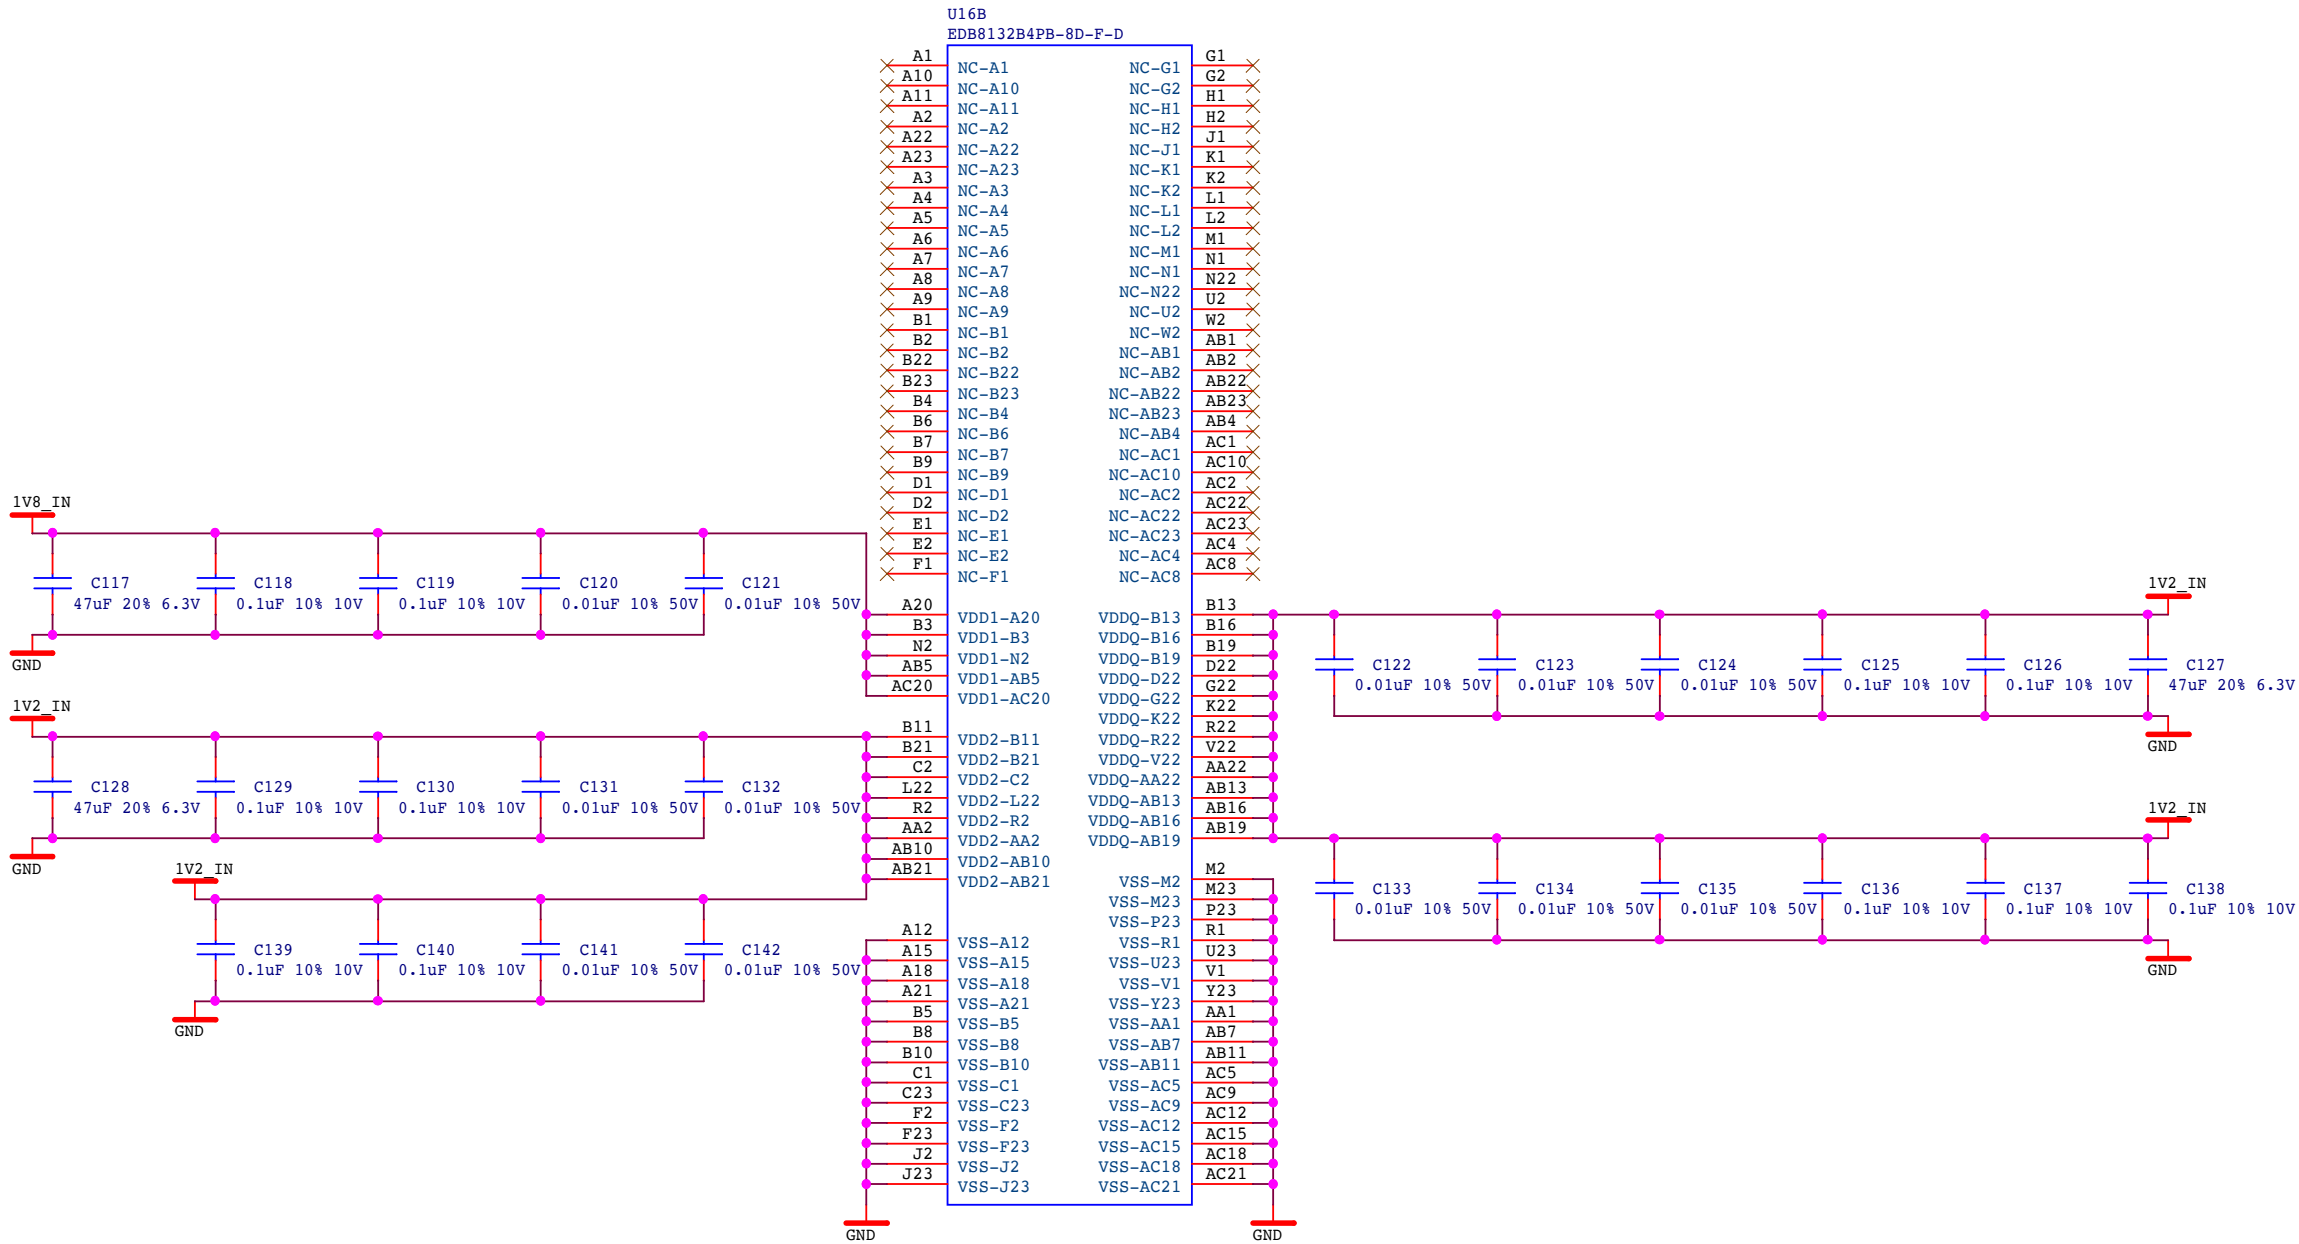 U16B
EDB8132B4PB-8D-F-D
A1 NC-A1 NC-G1 G1
A10 NC-A10 NC-G2 G2
A11 NC-A11 NC-H1 H1
A2 NC-A2 NC-H2 H2
A22 NC-A22 NC-J1 J1
A23 NC-A23 NC-K1 K1
A3 NC-A3 NC-K2 K2
A4 NC-A4 NC-L1 L1
A5 NC-A5 NC-L2 L2
A6 NC-A6 NC-M1 M1
A7 NC-A7 NC-N1 N1
A8 NC-A8 NC-N22 N22
A9 NC-A9 NC-U2 U2
B1 NC-B1 NC-W2 W2
B2 NC-B2 NC-AB1 AB1
B22 NC-B22 NC-AB2 AB2
B23 NC-B23 NC-AB22 AB22
B4 NC-B4 NC-AB23 AB23
B6 NC-B6 NC-AB4 AB4
B7 NC-B7 NC-AC1 AC1
B9 NC-B9 NC-AC10 AC10
D1 NC-D1 NC-AC2 AC2
D2 NC-D2 NC-AC22 AC22
E1 NC-E1 NC-AC23 AC23
E2 NC-E2 NC-AC4 AC4
F1 NC-F1 NC-AC8 AC8
A20 VDD1-A20 VDDQ-B13 B13
B3 VDD1-B3 VDDQ-B16 B16
N2 VDD1-N2 VDDQ-B19 B19
AB5 VDD1-AB5 VDDQ-D22 D22
AC20 VDD1-AC20 VDDQ-G22 G22
VDDQ-K22 K22
B11 VDD2-B11 VDDQ-R22 R22
B21 VDD2-B21 VDDQ-V22 V22
C2 VDD2-C2 VDDQ-AA22 AA22
L22 VDD2-L22 VDDQ-AB13 AB13
R2 VDD2-R2 VDDQ-AB16 AB16
AA2 VDD2-AA2 VDDQ-AB19 AB19
AB10 VDD2-AB10
AB21 VDD2-AB21 VSS-M2 M2
VSS-M23 M23
VSS-P23 P23
A12 VSS-A12 VSS-R1 R1
A15 VSS-A15 VSS-U23 U23
A18 VSS-A18 VSS-V1 V1
A21 VSS-A21 VSS-Y23 Y23
B5 VSS-B5 VSS-AA1 AA1
B8 VSS-B8 VSS-AB7 AB7
B10 VSS-B10 VSS-AB11 AB11
C1 VSS-C1 VSS-AC5 AC5
C23 VSS-C23 VSS-AC9 AC9
F2 VSS-F2 VSS-AC12 AC12
F23 VSS-F23 VSS-AC15 AC15
J2 VSS-J2 VSS-AC18 AC18
J23 VSS-J23 VSS-AC21 AC21
GND GND
1V8_IN
C117 C118 C119 C120 C121
47uF 20% 6.3V 0.1uF 10% 10V 0.1uF 10% 10V 0.01uF 10% 50V 0.01uF 10% 50V
GND
1V2_IN
C128 C129 C130 C131 C132
47uF 20% 6.3V 0.1uF 10% 10V 0.1uF 10% 10V 0.01uF 10% 50V 0.01uF 10% 50V
GND
1V2_IN
C139 C140 C141 C142
0.1uF 10% 10V 0.1uF 10% 10V 0.01uF 10% 50V 0.01uF 10% 50V
GND
1V2_IN
C122 C123 C124 C125 C126 C127
0.01uF 10% 50V 0.01uF 10% 50V 0.01uF 10% 50V 0.1uF 10% 10V 0.1uF 10% 10V 47uF 20% 6.3V
GND
1V2_IN
C133 C134 C135 C136 C137 C138
0.01uF 10% 50V 0.01uF 10% 50V 0.01uF 10% 50V 0.1uF 10% 10V 0.1uF 10% 10V 0.1uF 10% 10V
GND